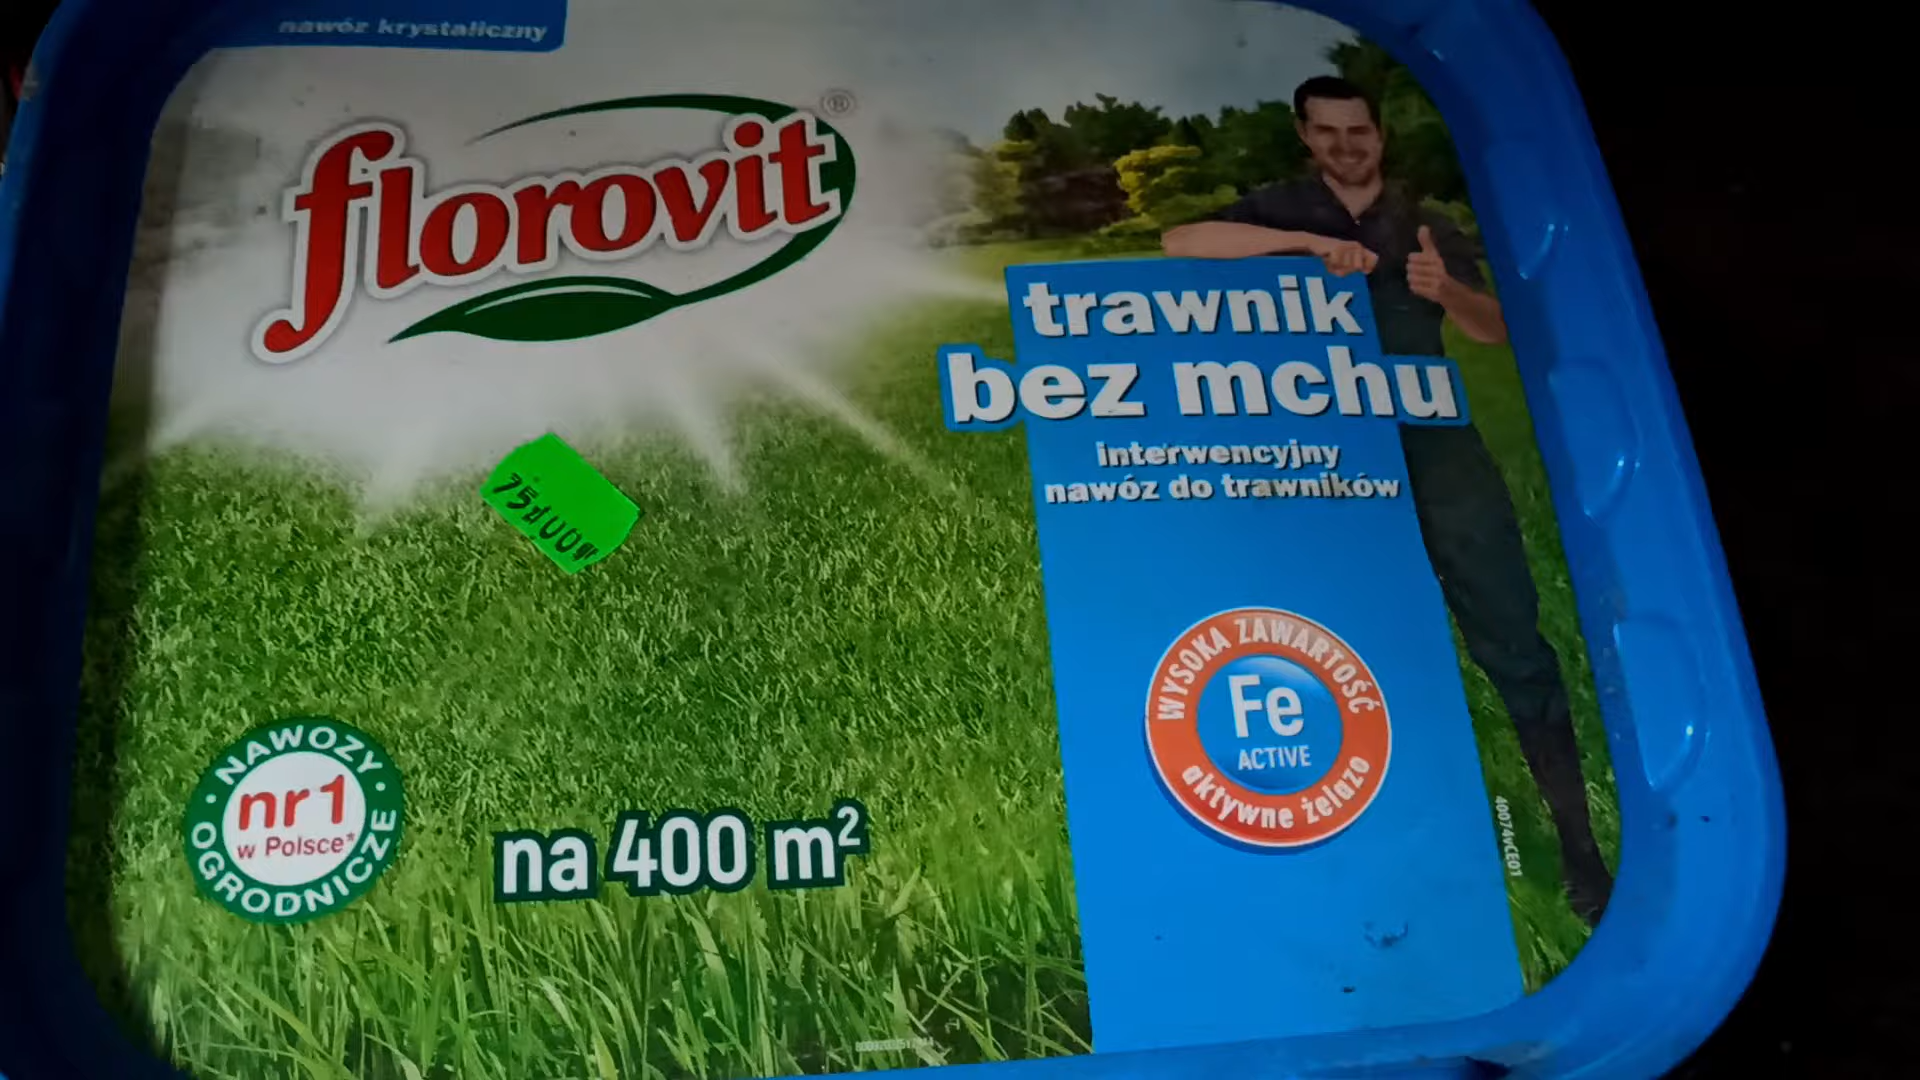 nawóz krystaliczny
florovit®
trawnik
bez mchu
interwencyjny
nawóz do trawników
WYSOKA ZAWARTOŚĆ
Fe
ACTIVE
aktywne żelazo
NAWOZY
nr1
w Polsce*
OGRODNICZE
na 400 m²
40074VCE01